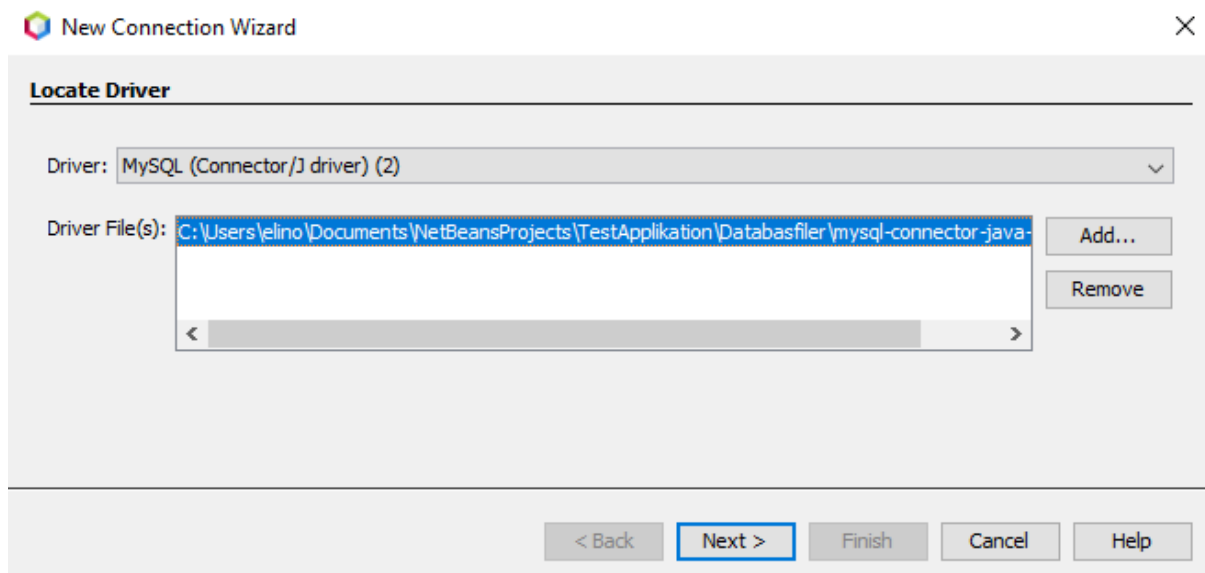 New Connection Wizard
Locate Driver
Driver: MySQL (Connector/J driver) (2)
Driver File(s): C:\Users\elino\Documents\NetBeansProjects\TestApplikation\Databasfiler\mysql-connector-java-
Add...
Remove
< Back Next > Finish Cancel Help